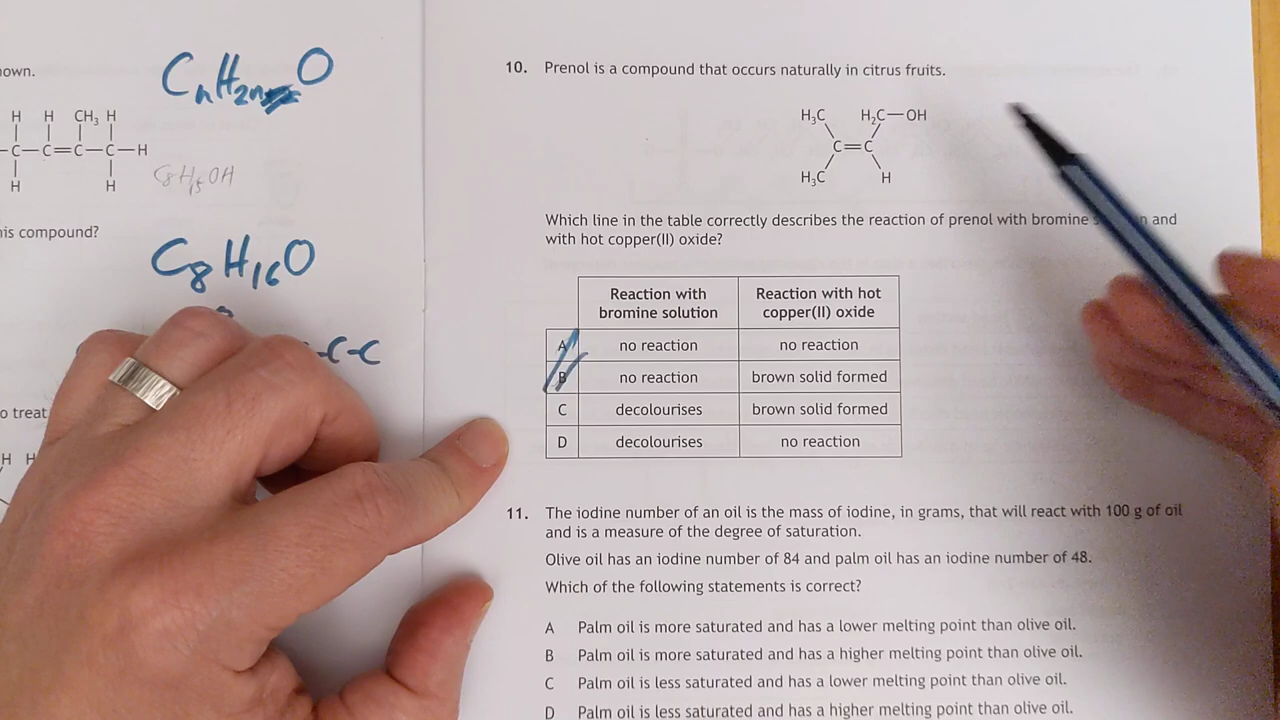 own.
CnH2n O
H H CH3 H
–C–C=C–C–H
H H
C8H15OH
his compound?
C8H16O
-C-C
o treat
H H
10. Prenol is a compound that occurs naturally in citrus fruits.
H3C H2C—OH
C=C
H3C H
Which line in the table correctly describes the reaction of prenol with bromine and
with hot copper(II) oxide?
Reaction with bromine solution Reaction with hot copper(II) oxide
A no reaction no reaction
B no reaction brown solid formed
C decolourises brown solid formed
D decolourises no reaction
11. The iodine number of an oil is the mass of iodine, in grams, that will react with 100 g of oil
and is a measure of the degree of saturation.
Olive oil has an iodine number of 84 and palm oil has an iodine number of 48.
Which of the following statements is correct?
A Palm oil is more saturated and has a lower melting point than olive oil.
B Palm oil is more saturated and has a higher melting point than olive oil.
C Palm oil is less saturated and has a lower melting point than olive oil.
D Palm oil is less saturated and has a higher melting point than olive oil.